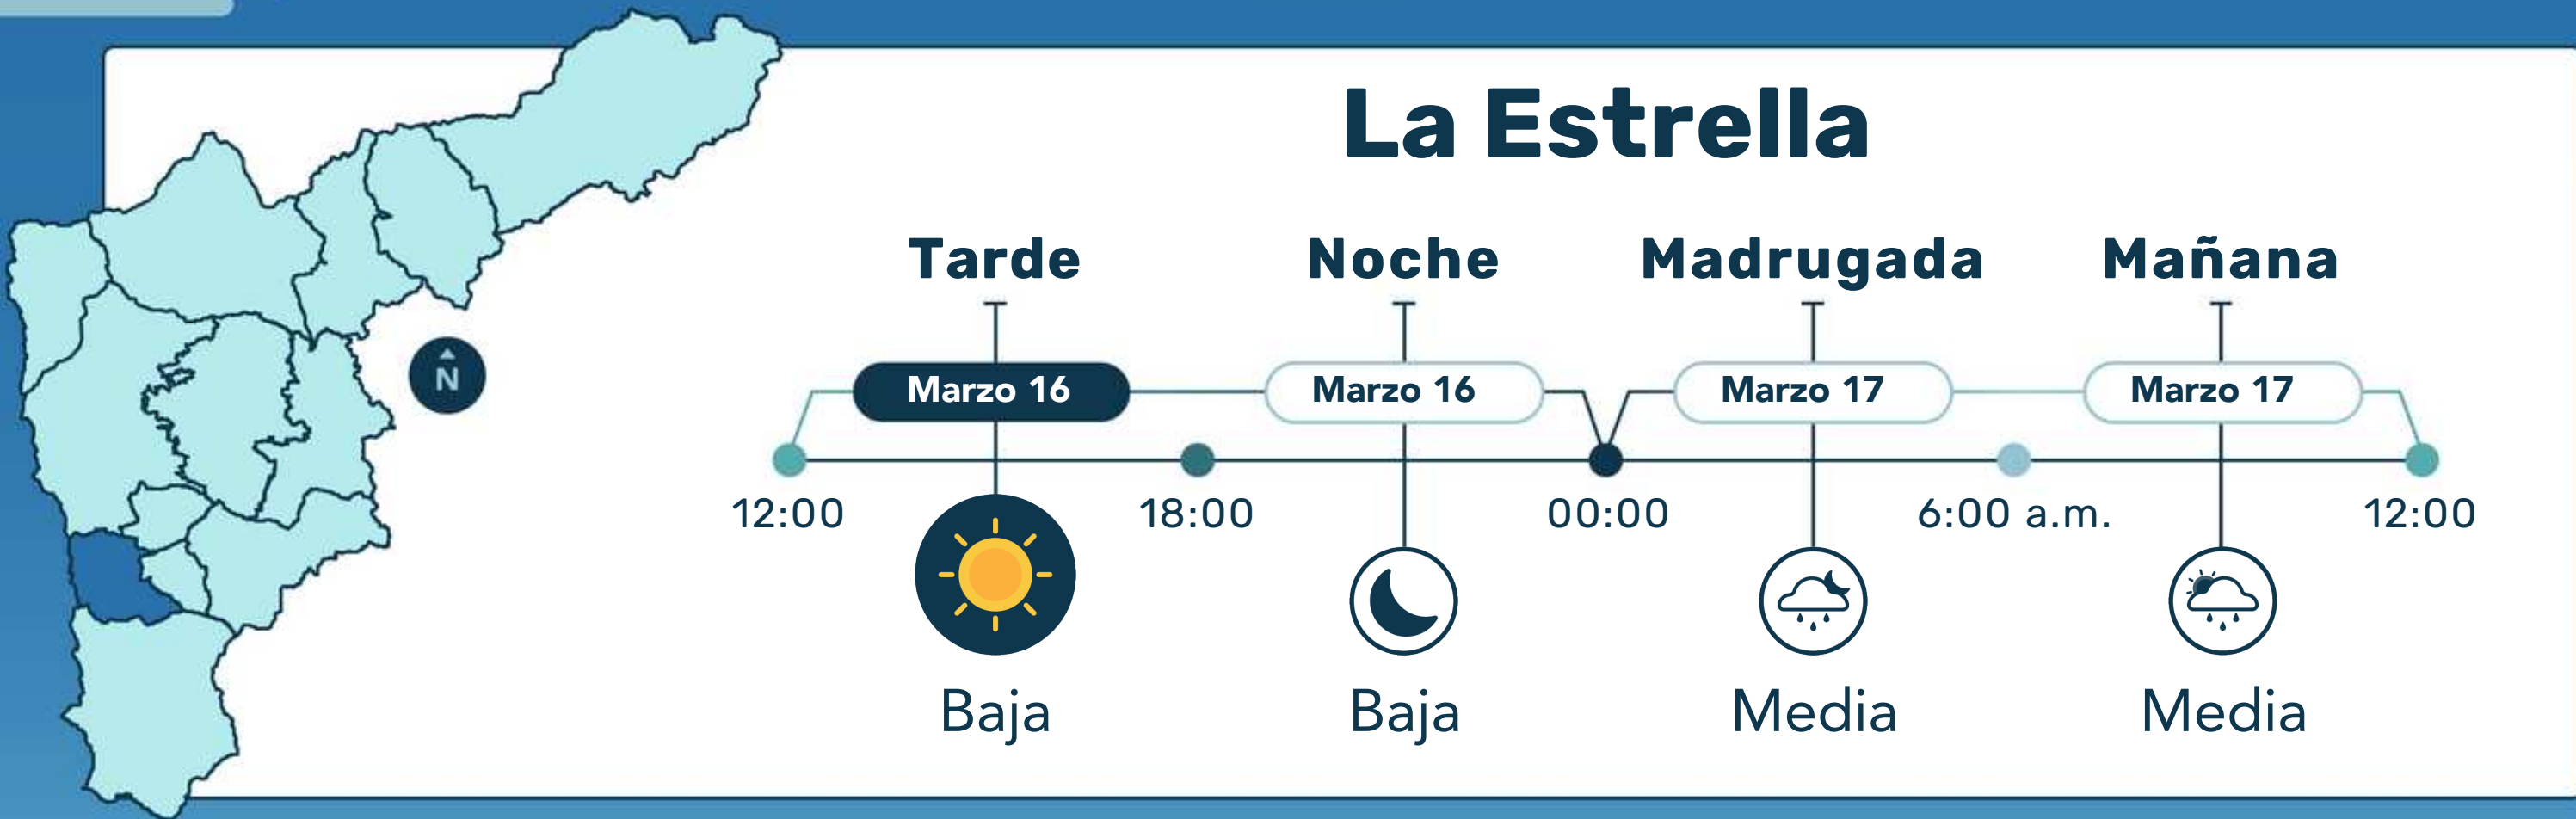 La Estrella
Tarde Noche Madrugada Mañana
Marzo 16 Marzo 16 Marzo 17 Marzo 17
N
12:00 18:00 00:00 6:00 a.m. 12:00
Baja Baja Media Media